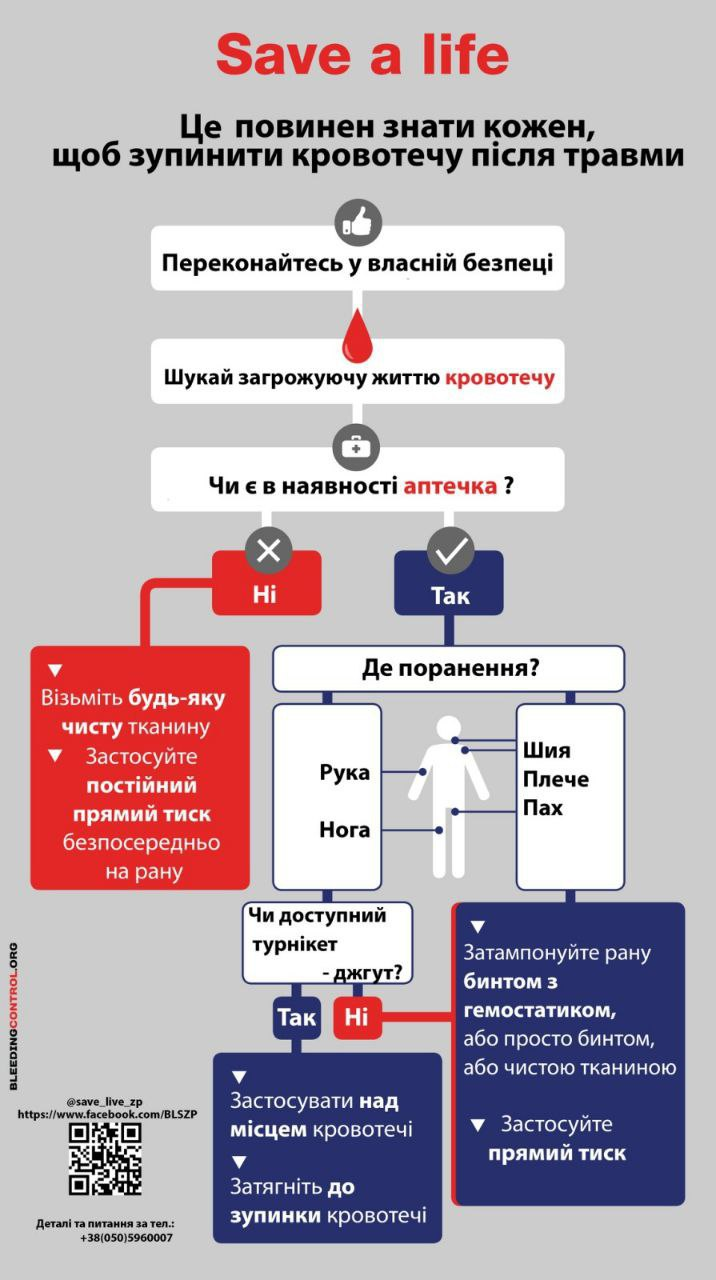 Save a life
Це повинен знати кожен,
щоб зупинити кровотечу після травми
Переконайтесь у власній безпеці
Шукай загрожуючу життю кровотечу
Чи є в наявності аптечка ?
Ні
Так
Візьміть будь-яку
чисту тканину
Застосуйте
постійний
прямий тиск
безпосередньо
на рану
Де поранення?
Рука
Нога
Шия
Плече
Пах
Чи доступний
турнікет
- джгут?
Так
Ні
Застосувати над
місцем кровотечі
Затягніть до
зупинки кровотечі
Затампонуйте рану
бинтом з
гемостатиком,
або просто бинтом,
або чистою тканиною
Застосуйте
прямий тиск
BLEEDINGCONTROL.ORG
@save_live_zp
https://www.facebook.com/BLSZP
Деталі та питання за тел.:
+38(050)5960007